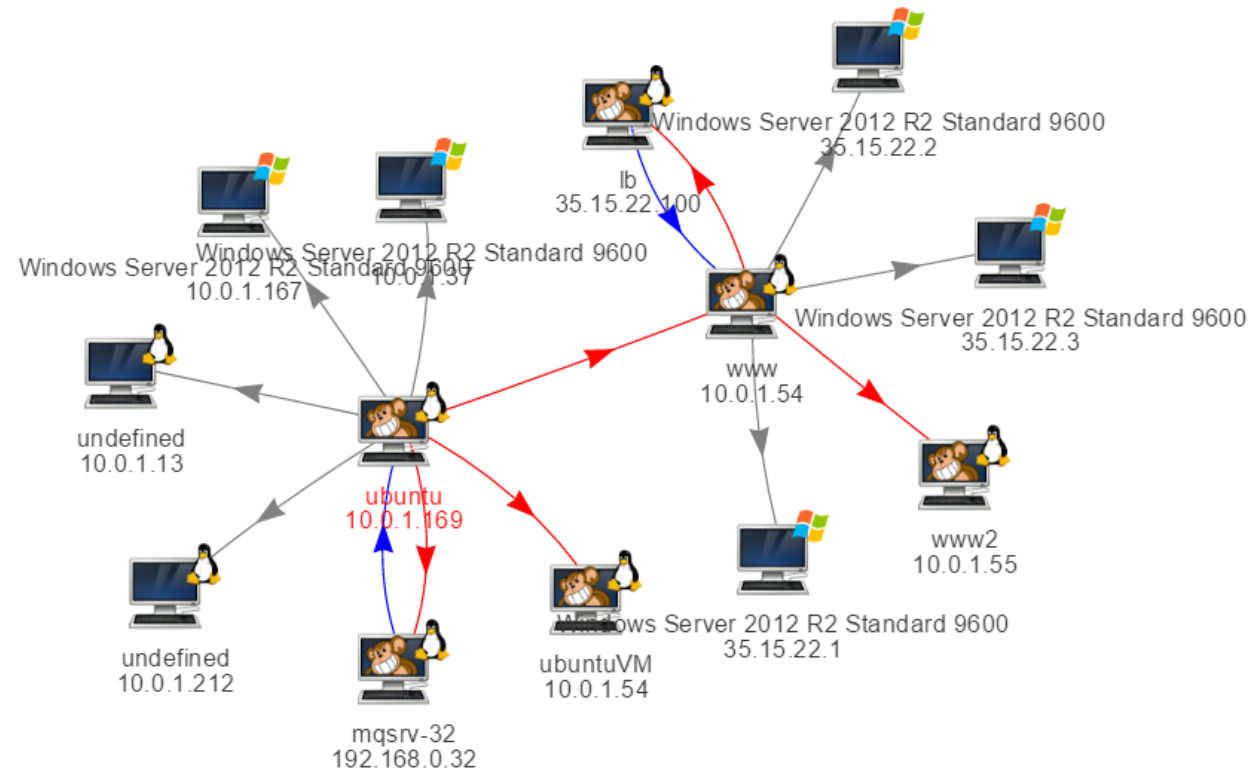 Windows Server 2012 R2 Standard 9600
35.15.22.2
lb
35.15.22.100
Windows Server 2012 R2 Standard 9600
10.0.1.37
Windows Server 2012 R2 Standard 9600
10.0.1.167
Windows Server 2012 R2 Standard 9600
35.15.22.3
www
10.0.1.54
undefined
10.0.1.13
ubuntu
10.0.1.169
www2
10.0.1.55
Windows Server 2012 R2 Standard 9600
35.15.22.1
undefined
10.0.1.212
ubuntuVM
10.0.1.54
mqsrv-32
192.168.0.32